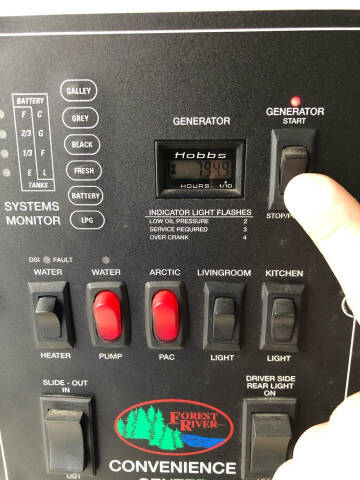 GALLEY
BATTERY
F C
GREY
2/3 G
BLACK
1/3 F
FRESH
E L
TANKS
BATTERY
SYSTEMS
MONITOR
LPG
GENERATOR
Hobbs
HOURS 1/10
INDICATOR LIGHT FLASHES
LOW OIL PRESSURE 2
SERVICE REQUIRED 3
OVER CRANK 4
GENERATOR
START
DSI FAULT
WATER
HEATER
WATER
PUMP
ARCTIC
PAC
LIVINGROOM
LIGHT
KITCHEN
LIGHT
SLIDE - OUT
IN
OUT
FOREST
RIVER
CONVENIENCE
DRIVER SIDE
REAR LIGHT
ON